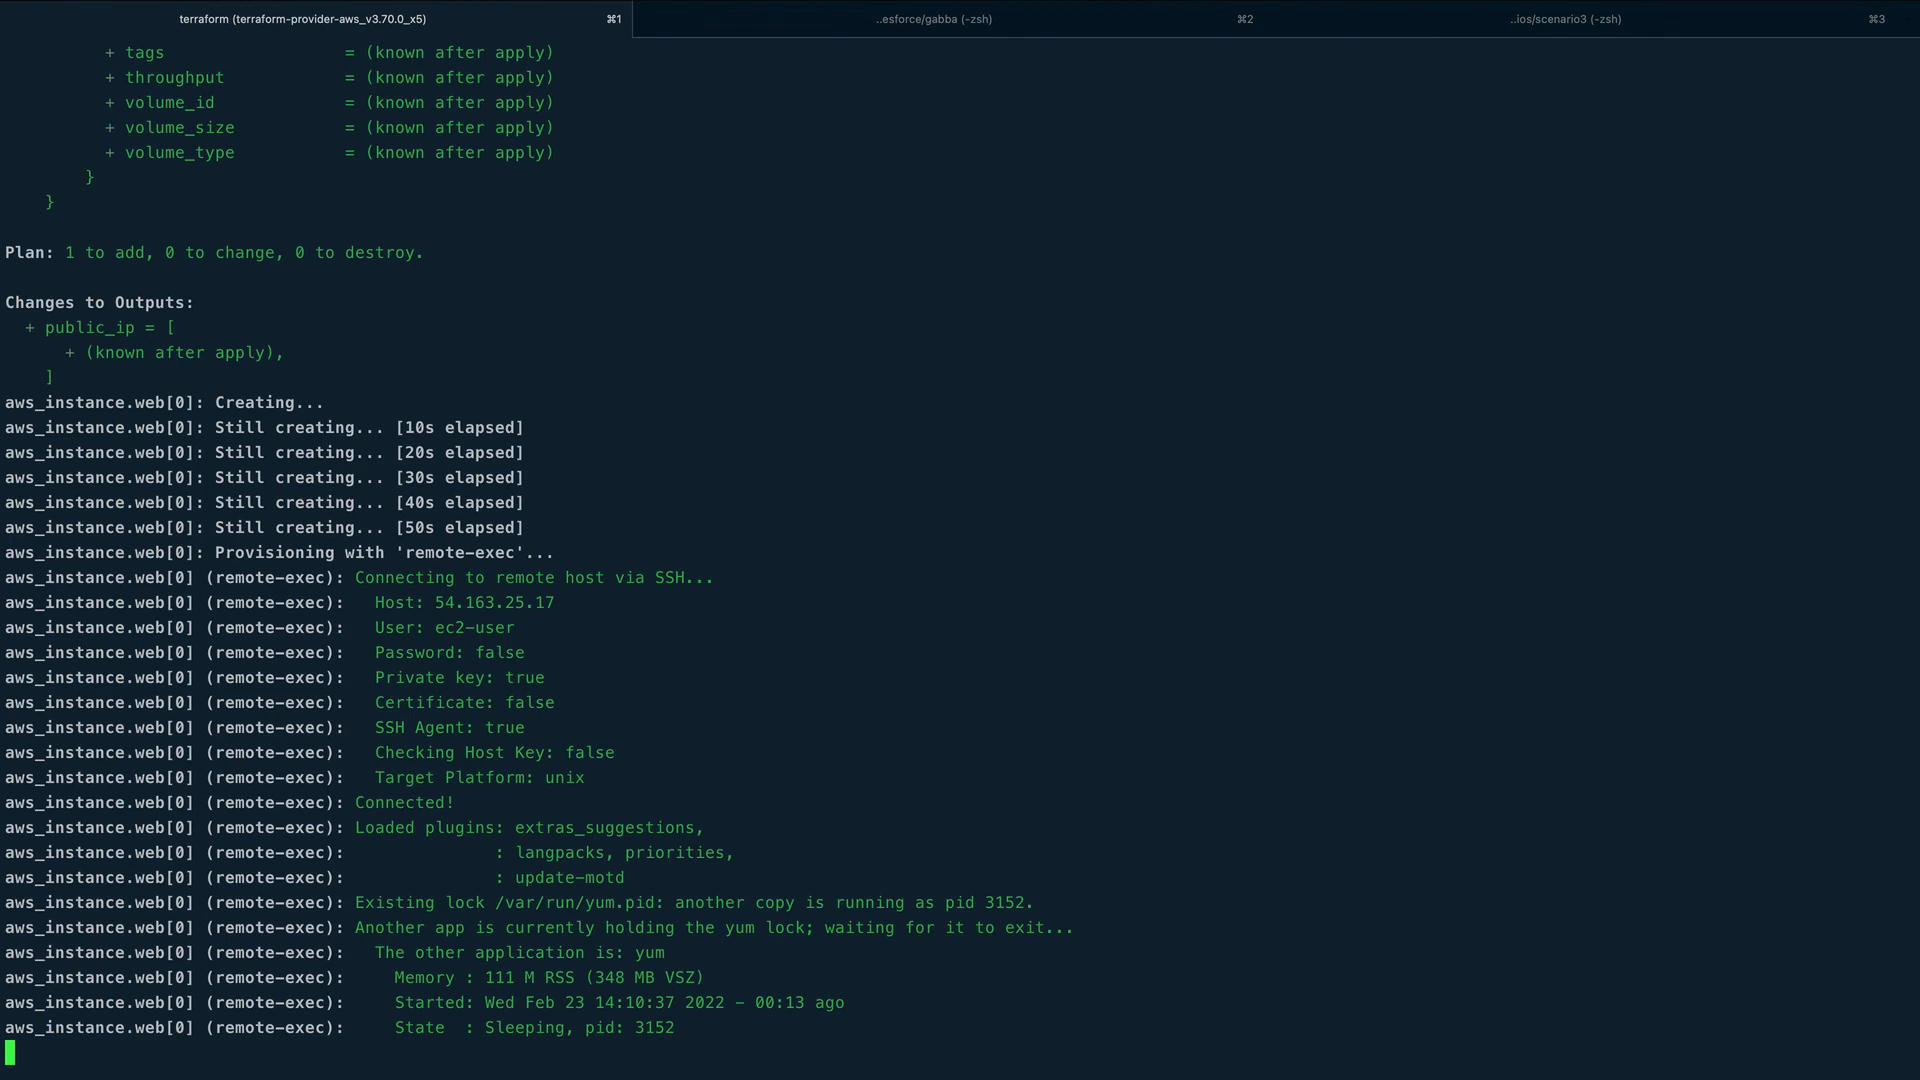 terraform (terraform-provider-aws_v3.70.0_x5) ⌘1 ..esforce/gabba (-zsh) ⌘2 ..ios/scenario3 (-zsh) ⌘3
+ tags = (known after apply)
+ throughput = (known after apply)
+ volume_id = (known after apply)
+ volume_size = (known after apply)
+ volume_type = (known after apply)
}
}
Plan: 1 to add, 0 to change, 0 to destroy.
Changes to Outputs:
+ public_ip = [
+ (known after apply),
]
aws_instance.web[0]: Creating...
aws_instance.web[0]: Still creating... [10s elapsed]
aws_instance.web[0]: Still creating... [20s elapsed]
aws_instance.web[0]: Still creating... [30s elapsed]
aws_instance.web[0]: Still creating... [40s elapsed]
aws_instance.web[0]: Still creating... [50s elapsed]
aws_instance.web[0]: Provisioning with 'remote-exec'...
aws_instance.web[0] (remote-exec): Connecting to remote host via SSH...
aws_instance.web[0] (remote-exec):   Host: 54.163.25.17
aws_instance.web[0] (remote-exec):   User: ec2-user
aws_instance.web[0] (remote-exec):   Password: false
aws_instance.web[0] (remote-exec):   Private key: true
aws_instance.web[0] (remote-exec):   Certificate: false
aws_instance.web[0] (remote-exec):   SSH Agent: true
aws_instance.web[0] (remote-exec):   Checking Host Key: false
aws_instance.web[0] (remote-exec):   Target Platform: unix
aws_instance.web[0] (remote-exec): Connected!
aws_instance.web[0] (remote-exec): Loaded plugins: extras_suggestions,
aws_instance.web[0] (remote-exec):               : langpacks, priorities,
aws_instance.web[0] (remote-exec):               : update-motd
aws_instance.web[0] (remote-exec): Existing lock /var/run/yum.pid: another copy is running as pid 3152.
aws_instance.web[0] (remote-exec): Another app is currently holding the yum lock; waiting for it to exit...
aws_instance.web[0] (remote-exec):   The other application is: yum
aws_instance.web[0] (remote-exec):     Memory : 111 M RSS (348 MB VSZ)
aws_instance.web[0] (remote-exec):     Started: Wed Feb 23 14:10:37 2022 - 00:13 ago
aws_instance.web[0] (remote-exec):     State  : Sleeping, pid: 3152